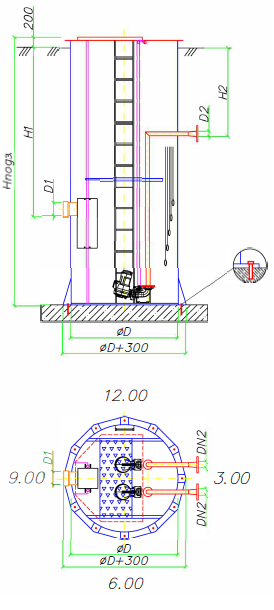 200
D2
H2
H1
Hподз.
D1
øD
øD+300
12.00
D1
DN2
9.00
3.00
DN2
øD
øD+300
6.00